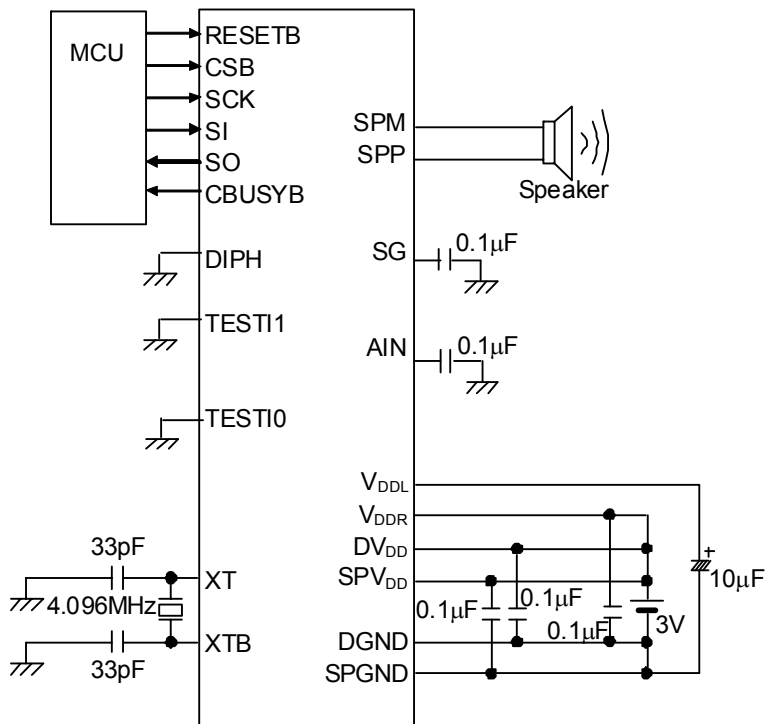 MCU
RESETB
CSB
SCK
SI
SO
CBUSYB
DIPH
TESTI1
TESTI0
33pF
XT
4.096MHz
XTB
33pF
SPM
SPP
Speaker
SG
0.1μF
AIN
0.1μF
VDDL
VDDR
DVDD
SPVDD
DGND
SPGND
0.1μF
0.1μF
0.1μF
3V
+
10μF